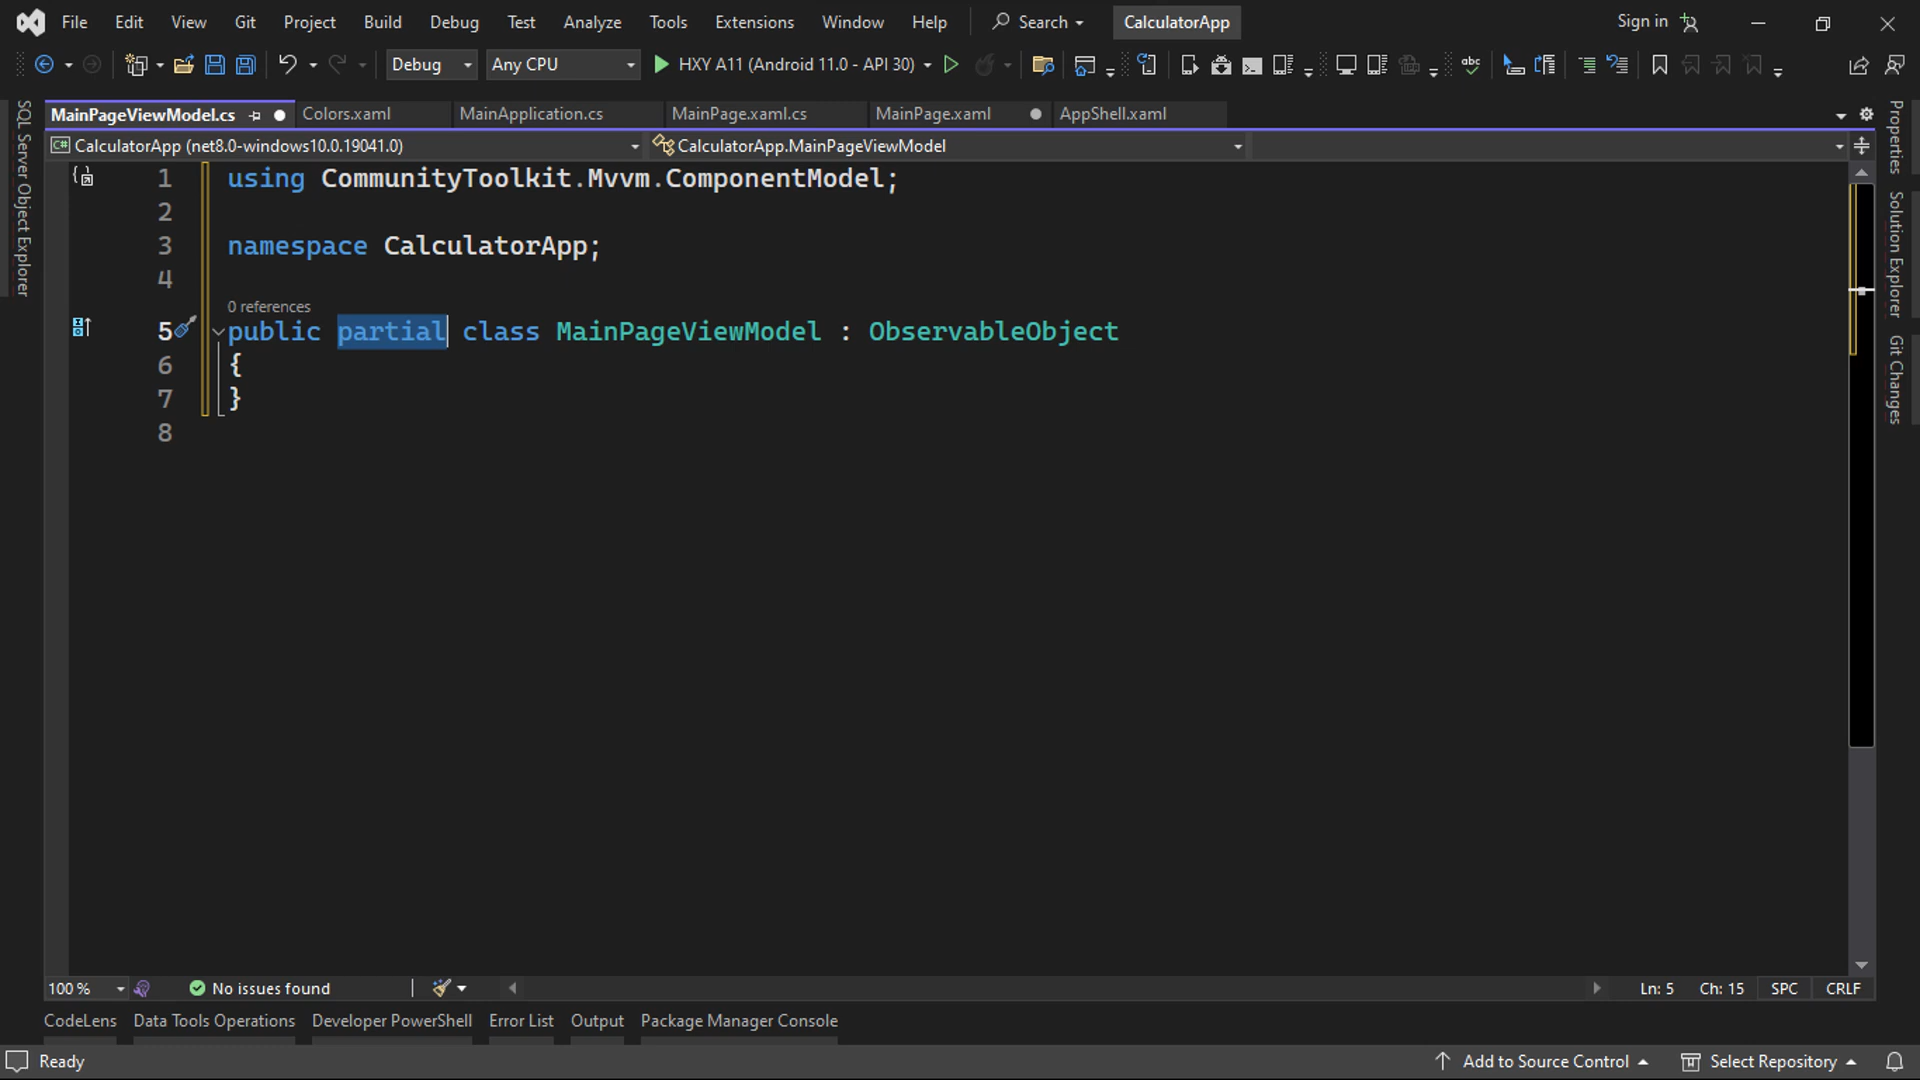 File Edit View Git Project Build Debug Test Analyze Tools Extensions Window Help Search CalculatorApp Sign in
Debug Any CPU HXY A11 (Android 11.0 - API 30)
MainPageViewModel.cs Colors.xaml MainApplication.cs MainPage.xaml.cs MainPage.xaml AppShell.xaml
CalculatorApp (net8.0-windows10.0.19041.0) CalculatorApp.MainPageViewModel
SQL Server Object Explorer
1 using CommunityToolkit.Mvvm.ComponentModel;
2
3 namespace CalculatorApp;
4
0 references
5 public partial class MainPageViewModel : ObservableObject
6 {
7 }
8
Properties
Solution Explorer
Git Changes
100 % No issues found Ln: 5 Ch: 15 SPC CRLF
CodeLens Data Tools Operations Developer PowerShell Error List Output Package Manager Console
Ready Add to Source Control Select Repository